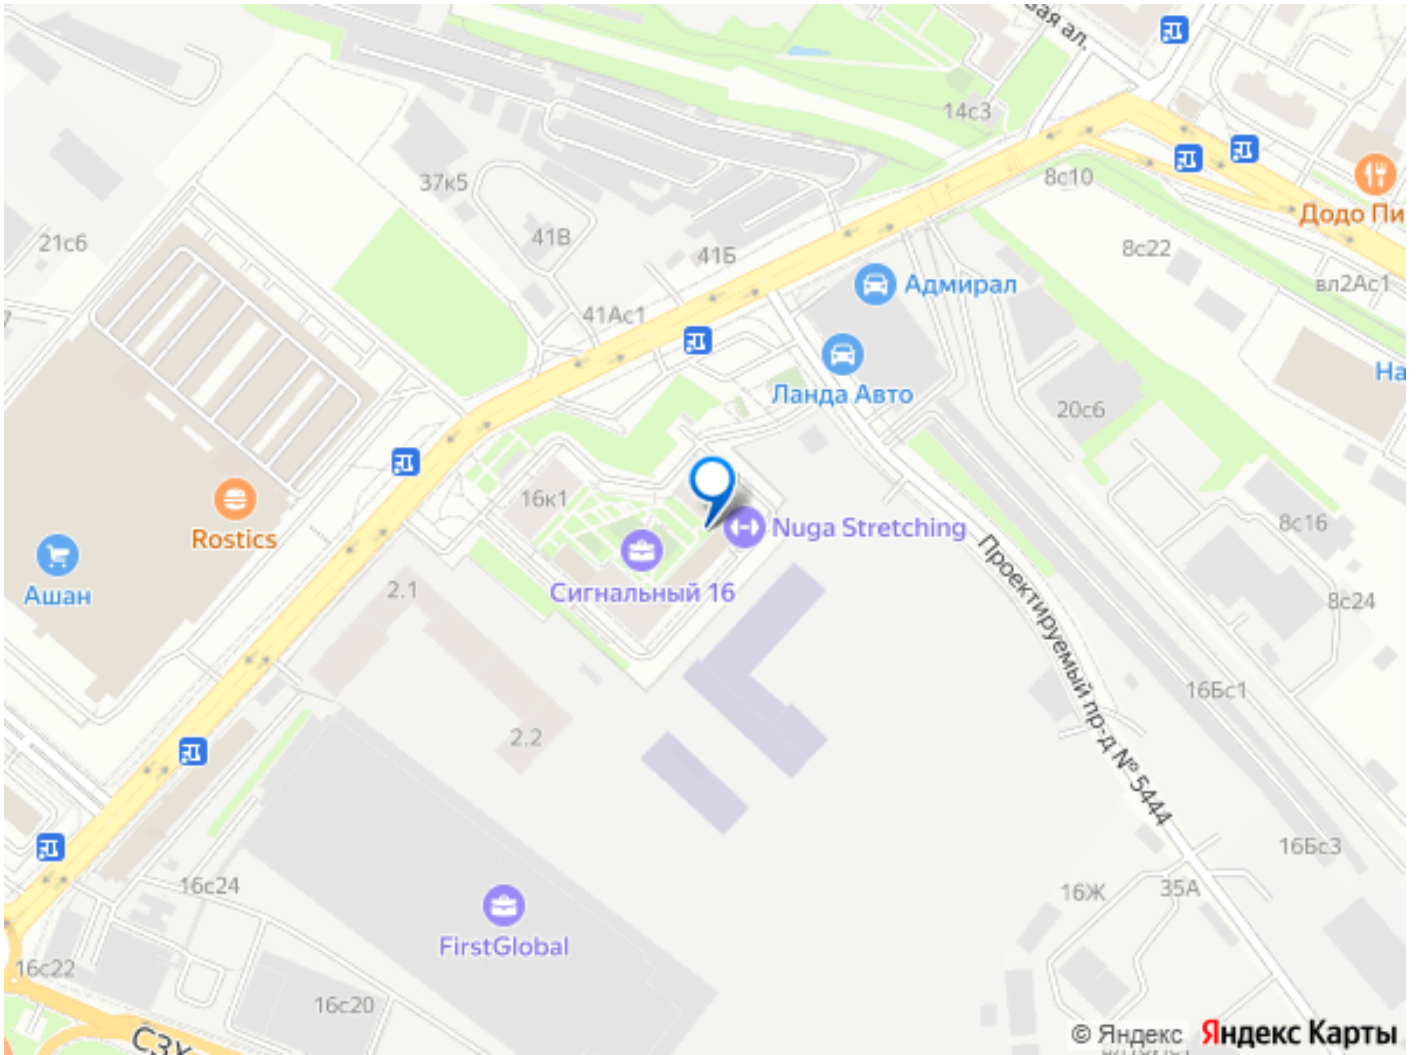 14с3
37к5
8с10
Додо Пи
21с6
41В
41Б
8с22
вл2Ас1
Адмирал
41Ас1
Ланда Авто
На
20с6
16к1
Nuga Stretching
8с16
Rostics
Ашан
2.1
Сигнальный 16
8с24
Проектируемый пр-д № 5444
16Бс1
2.2
16Бс3
16с24
16Ж
35А
FirstGlobal
16с22
16с20
СЗХ
© Яндекс Яндекс Карты